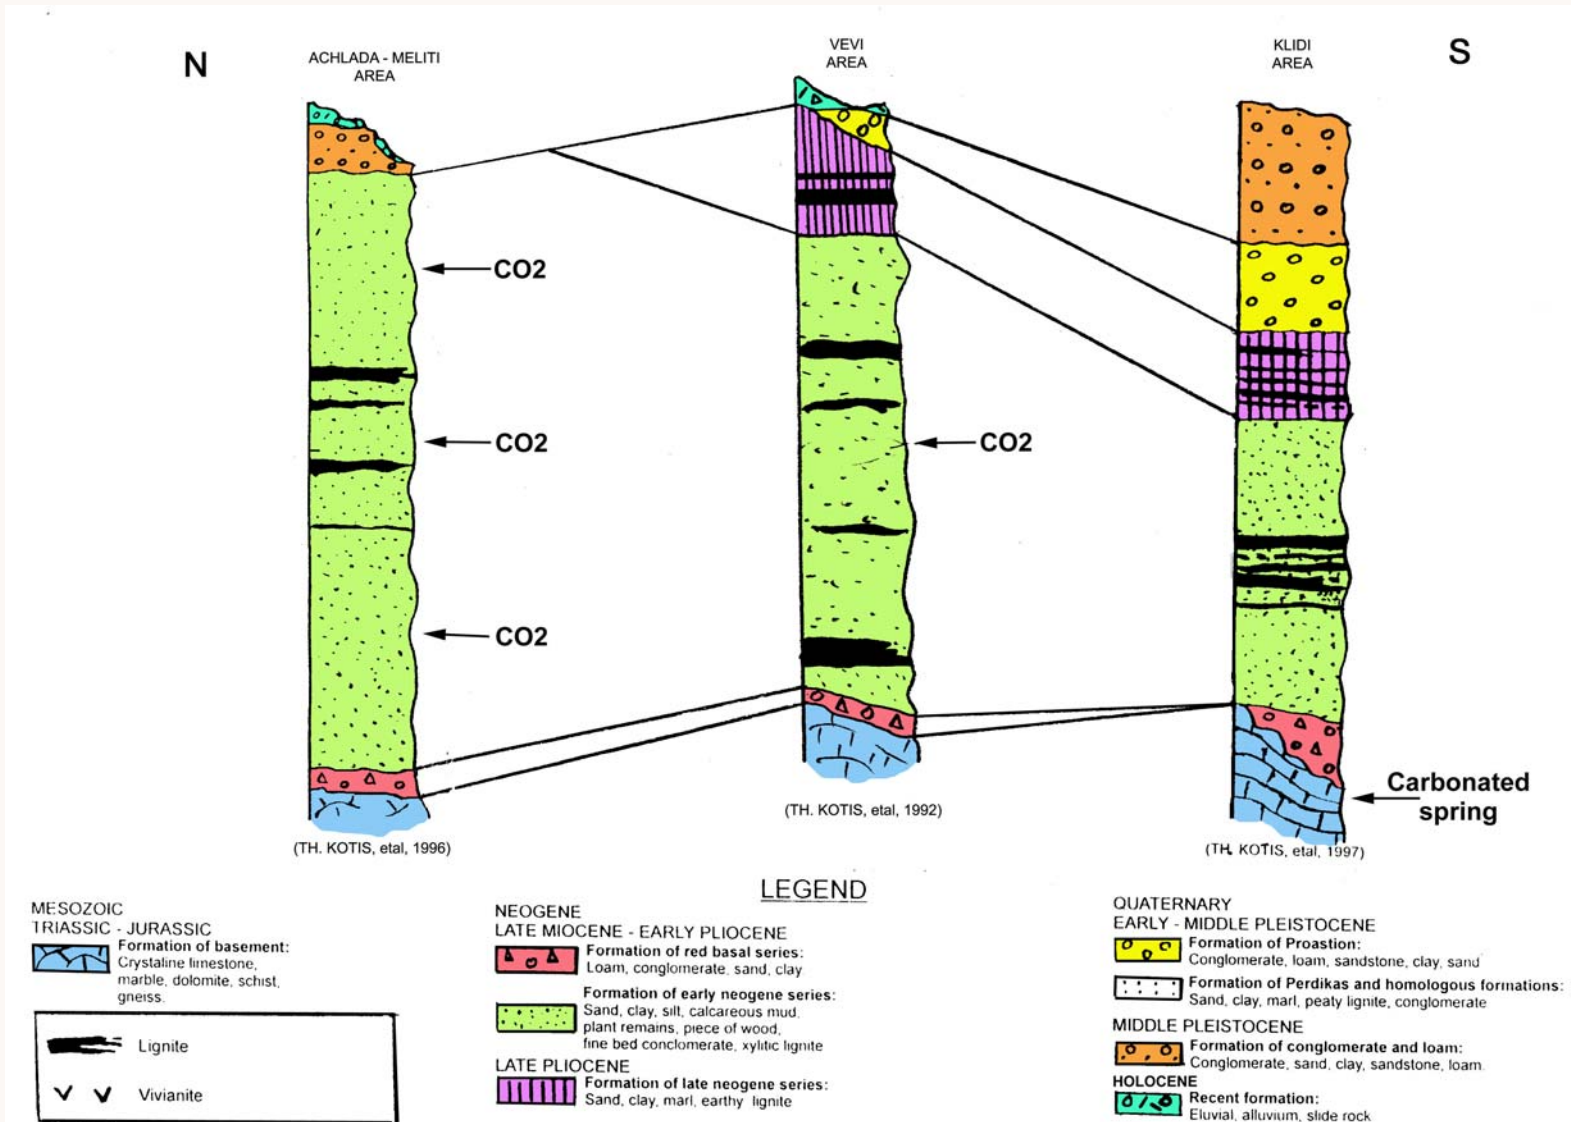 N
ACHLADA - MELITI
AREA
VEVI
AREA
KLIDI
AREA
S
CO2
CO2
CO2
CO2
Carbonated
spring
(TH. KOTIS, etal, 1996)
(TH. KOTIS, etal, 1992)
(TH. KOTIS, etal, 1997)
LEGEND
MESOZOIC
TRIASSIC - JURASSIC
Formation of basement:
Crystaline limestone,
marble, dolomite, schist,
gneiss.
Lignite
Vivianite
NEOGENE
LATE MIOCENE - EARLY PLIOCENE
Formation of red basal series:
Loam, conglomerate, sand, clay
Formation of early neogene series:
Sand, clay, silt, calcareous mud,
plant remains, piece of wood,
fine bed conclomerate, xylitic lignite
LATE PLIOCENE
Formation of late neogene series:
Sand, clay, marl, earthy lignite
QUATERNARY
EARLY - MIDDLE PLEISTOCENE
Formation of Proastion:
Conglomerate, loam, sandstone, clay, sand
Formation of Perdikas and homologous formations:
Sand, clay, marl, peaty lignite, conglomerate
MIDDLE PLEISTOCENE
Formation of conglomerate and loam:
Conglomerate, sand, clay, sandstone, loam.
HOLOCENE
Recent formation:
Eluvial, alluvium, slide rock